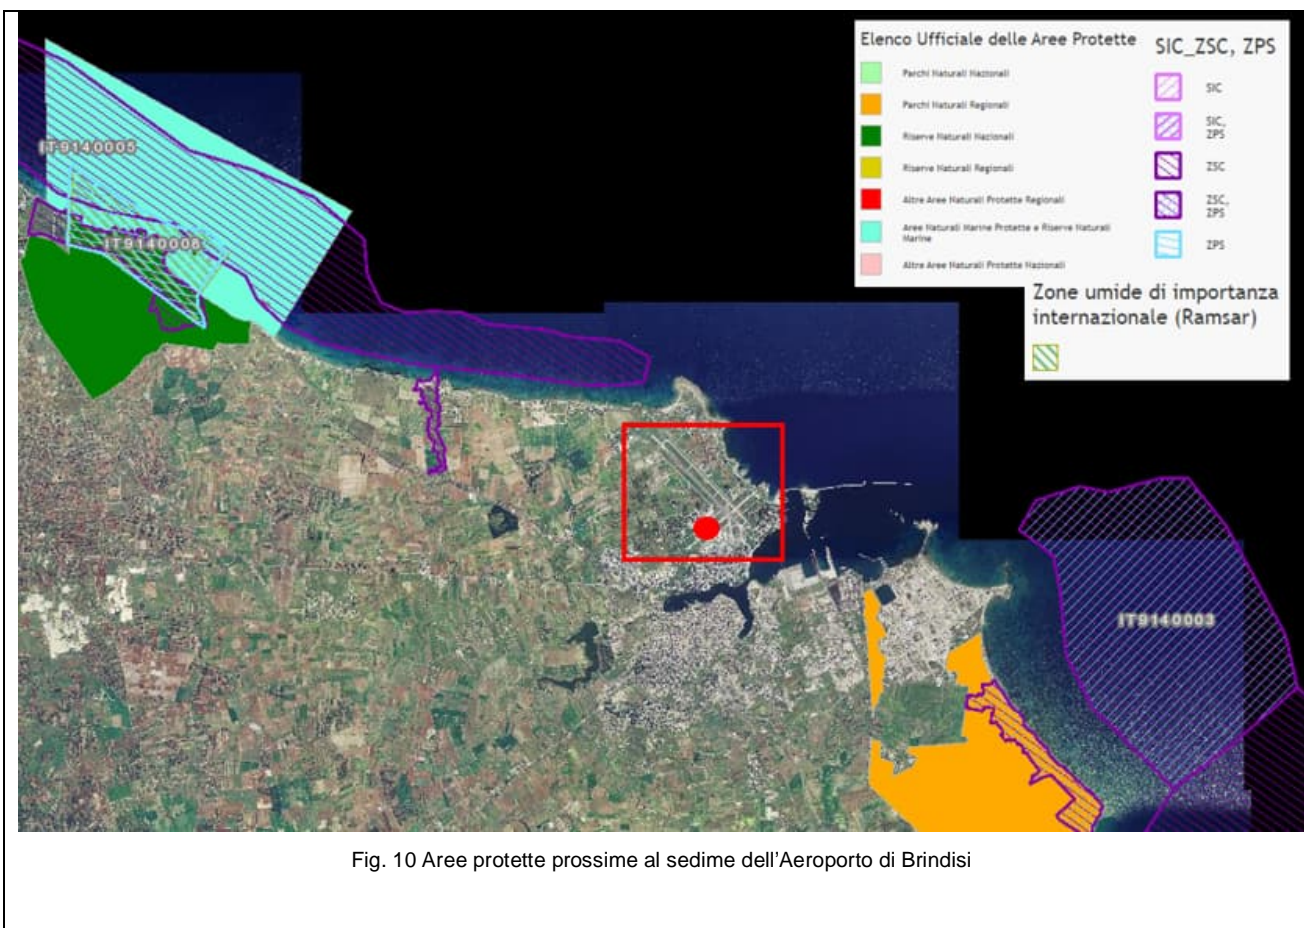 Elenco Ufficiale delle Aree Protette
Parchi Naturali Nazionali
Parchi Naturali Regionali
Riserve Naturali Nazionali
Riserve Naturali Regionali
Altre Aree Naturali Protette Regionali
Aree Naturali Marine Protette e Riserve Naturali
Marine
Altre Aree Naturali Protette Nazionali
SIC_ZSC, ZPS
SIC
SIC,
ZPS
ZSC
ZSC,
ZPS
ZPS
Zone umide di importanza
internazionale (Ramsar)
IT9140005
IT9140008
IT9140003
Fig. 10 Aree protette prossime al sedime dell'Aeroporto di Brindisi